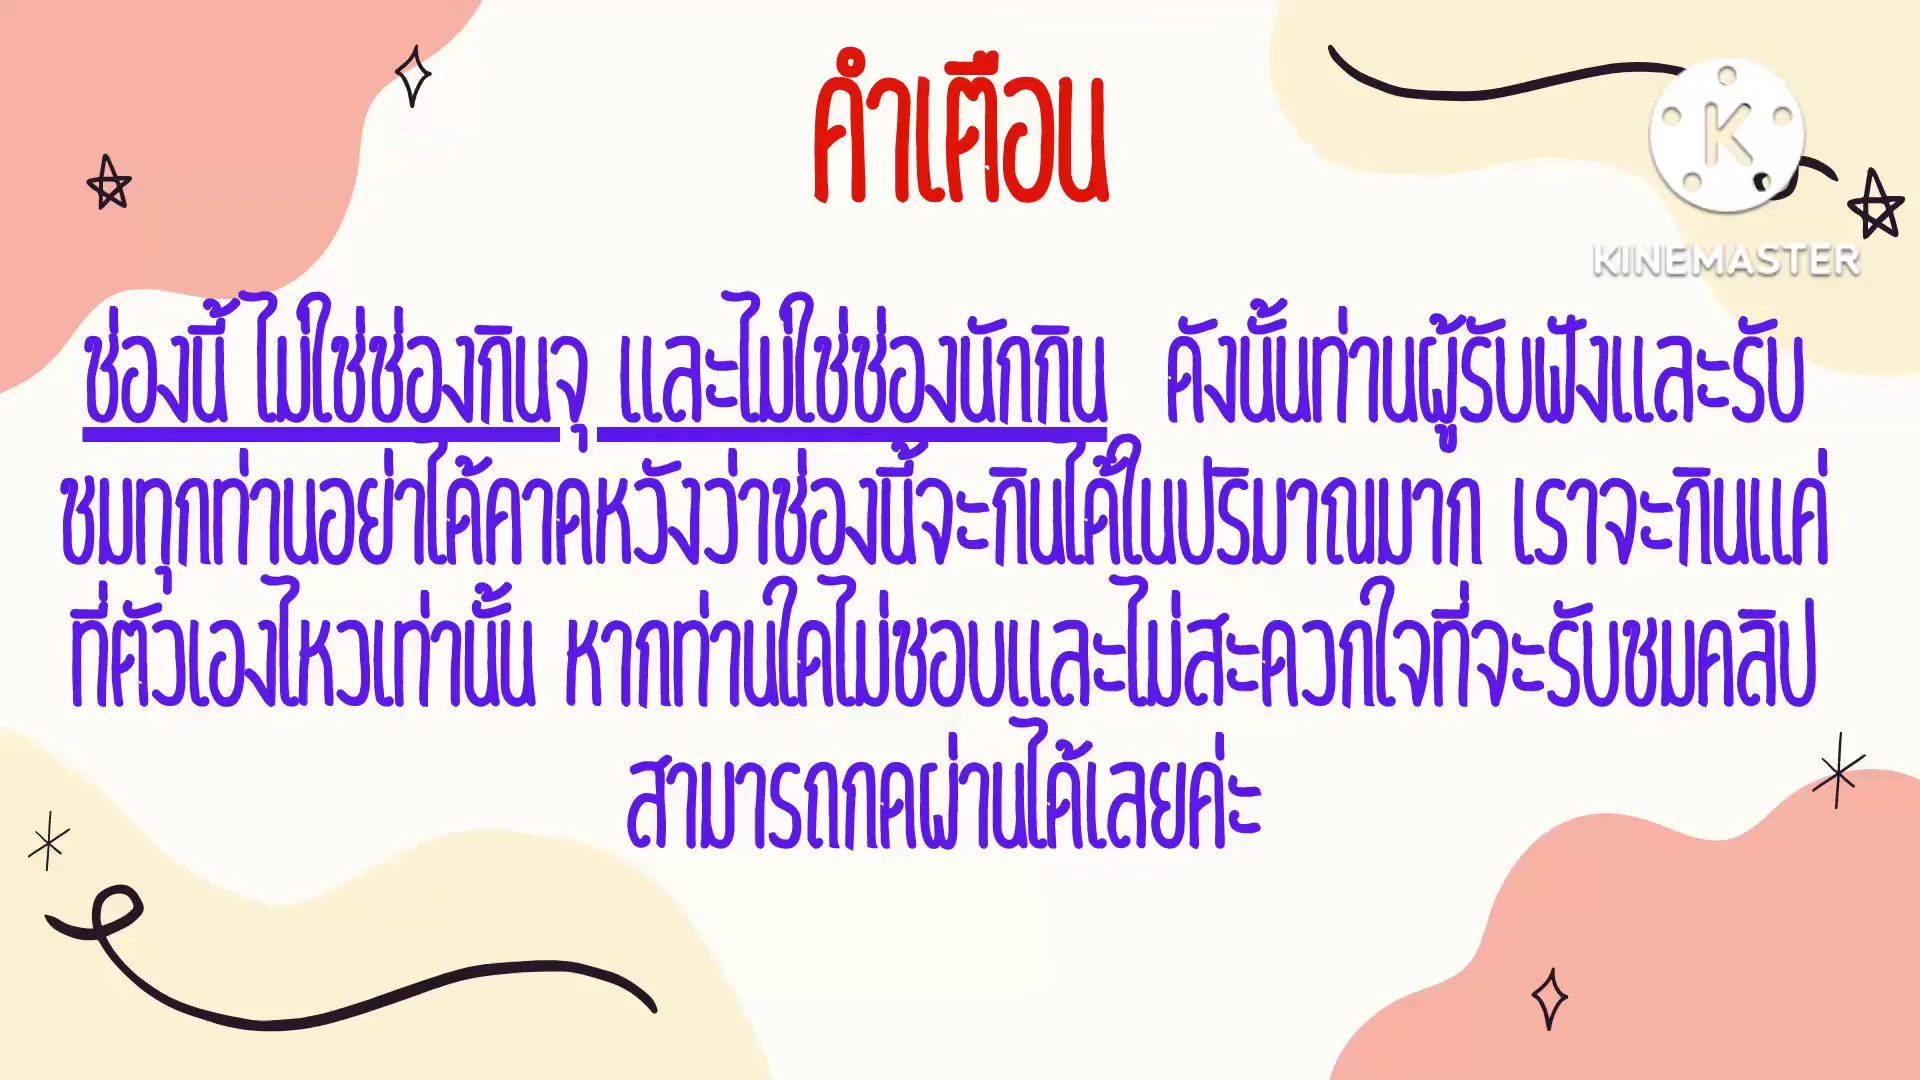 คำเตือน
KINEMASTER
ช่องนี้ ไม่ใช่ช่องกินจุ และไม่ใช่ช่องนักกิน ดังนั้นท่านผู้รับฟังและรับ
ชมทุกท่านอย่าได้คาดหวังว่าช่องนี้จะกินได้ในปริมาณมาก เราจะกินแค่
ที่ตัวเองไหวเท่านั้น หากท่านใดไม่ชอบและไม่สะดวกใจที่จะรับชมคลิป
สามารถกดผ่านได้เลยค่ะ